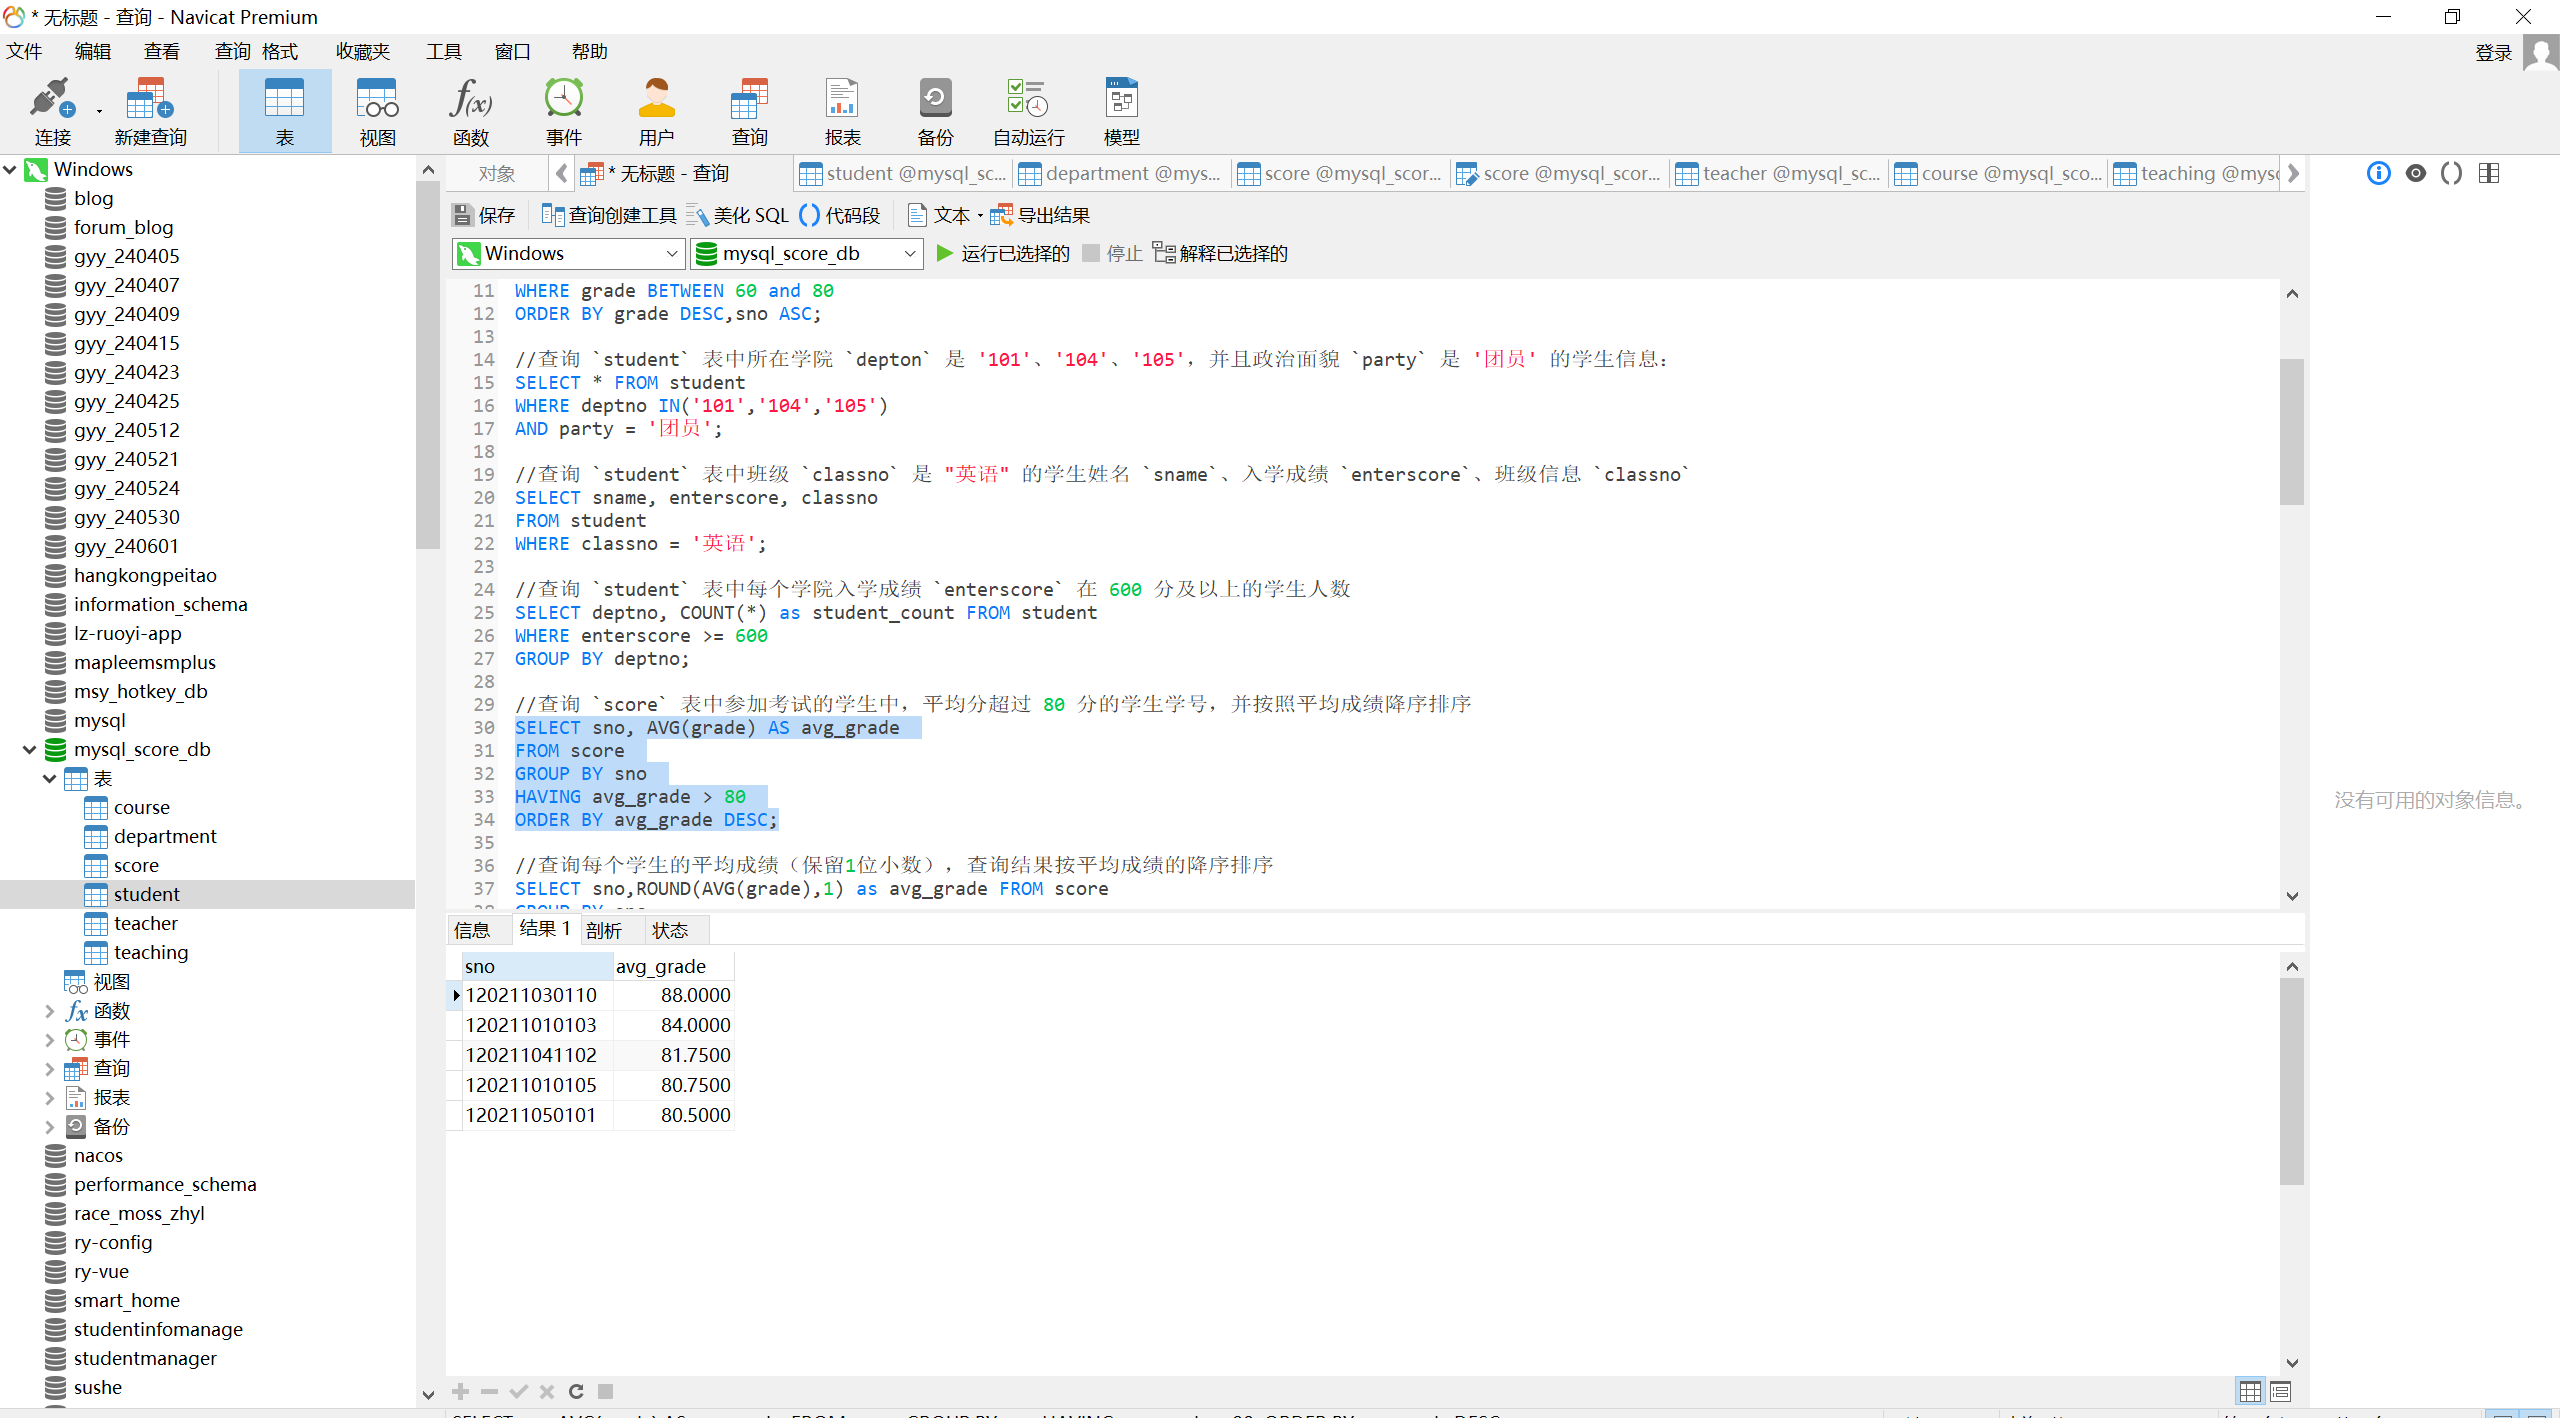 * 无标题 - 查询 - Navicat Premium
文件 编辑 查看 查询 格式 收藏夹 工具 窗口 帮助 登录
连接 新建查询 表 视图 函数 事件 用户 查询 报表 备份 自动运行 模型
Windows
blog
forum_blog
gyy_240405
gyy_240407
gyy_240409
gyy_240415
gyy_240423
gyy_240425
gyy_240512
gyy_240521
gyy_240524
gyy_240530
gyy_240601
hangkongpeitao
information_schema
lz-ruoyi-app
mapleemsmplus
msy_hotkey_db
mysql
mysql_score_db
表
course
department
score
student
teacher
teaching
视图
函数
事件
查询
报表
备份
nacos
performance_schema
race_moss_zhyl
ry-config
ry-vue
smart_home
studentinfomanage
studentmanager
sushe
对象 * 无标题 - 查询 student @mysql_sc... department @mys... score @mysql_scor... score @mysql_scor... teacher @mysql_sc... course @mysql_sco... teaching @mys
保存 查询创建工具 美化 SQL 代码段 文本 导出结果
Windows mysql_score_db 运行已选择的 停止 解释已选择的
11 WHERE grade BETWEEN 60 and 80
12 ORDER BY grade DESC,sno ASC;
13
14 //查询 `student` 表中所在学院 `depton` 是 '101'、'104'、'105'，并且政治面貌 `party` 是 '团员' 的学生信息：
15 SELECT * FROM student
16 WHERE deptno IN('101','104','105')
17 AND party = '团员';
18
19 //查询 `student` 表中班级 `classno` 是 "英语" 的学生姓名 `sname`、入学成绩 `enterscore`、班级信息 `classno`
20 SELECT sname, enterscore, classno
21 FROM student
22 WHERE classno = '英语';
23
24 //查询 `student` 表中每个学院入学成绩 `enterscore` 在 600 分及以上的学生人数
25 SELECT deptno, COUNT(*) as student_count FROM student
26 WHERE enterscore >= 600
27 GROUP BY deptno;
28
29 //查询 `score` 表中参加考试的学生中，平均分超过 80 分的学生学号，并按照平均成绩降序排序
30 SELECT sno, AVG(grade) AS avg_grade
31 FROM score
32 GROUP BY sno
33 HAVING avg_grade > 80
34 ORDER BY avg_grade DESC;
35
36 //查询每个学生的平均成绩（保留1位小数），查询结果按平均成绩的降序排序
37 SELECT sno,ROUND(AVG(grade),1) as avg_grade FROM score
信息 结果 1 剖析 状态
sno avg_grade
120211030110 88.0000
120211010103 84.0000
120211041102 81.7500
120211010105 80.7500
120211050101 80.5000
没有可用的对象信息。